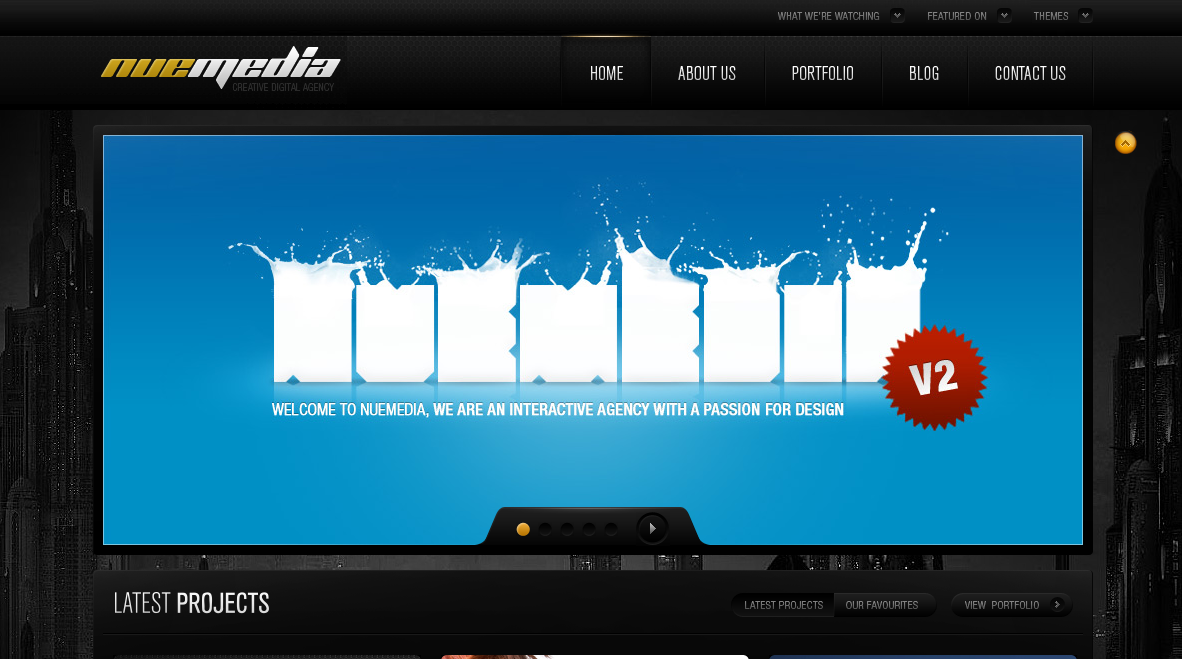 WHAT WE'RE WATCHING FEATURED ON THEMES
nuemedia
CREATIVE DIGITAL AGENCY
HOME ABOUT US PORTFOLIO BLOG CONTACT US
WELCOME TO NUEMEDIA, WE ARE AN INTERACTIVE AGENCY WITH A PASSION FOR DESIGN
V2
LATEST PROJECTS
LATEST PROJECTS OUR FAVOURITES VIEW PORTFOLIO